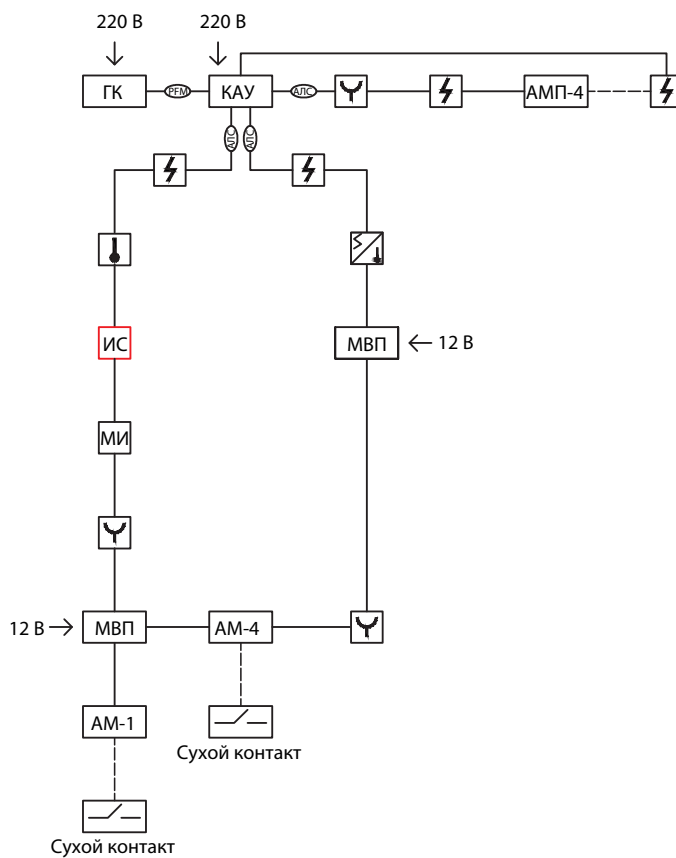 220 В
220 В
ГК
PFM
КАУ
АЛС
АМП-4
АЛС
АЛС
ИС
МВП
12 В
МИ
12 В
МВП
АМ-4
АМ-1
Сухой контакт
Сухой контакт